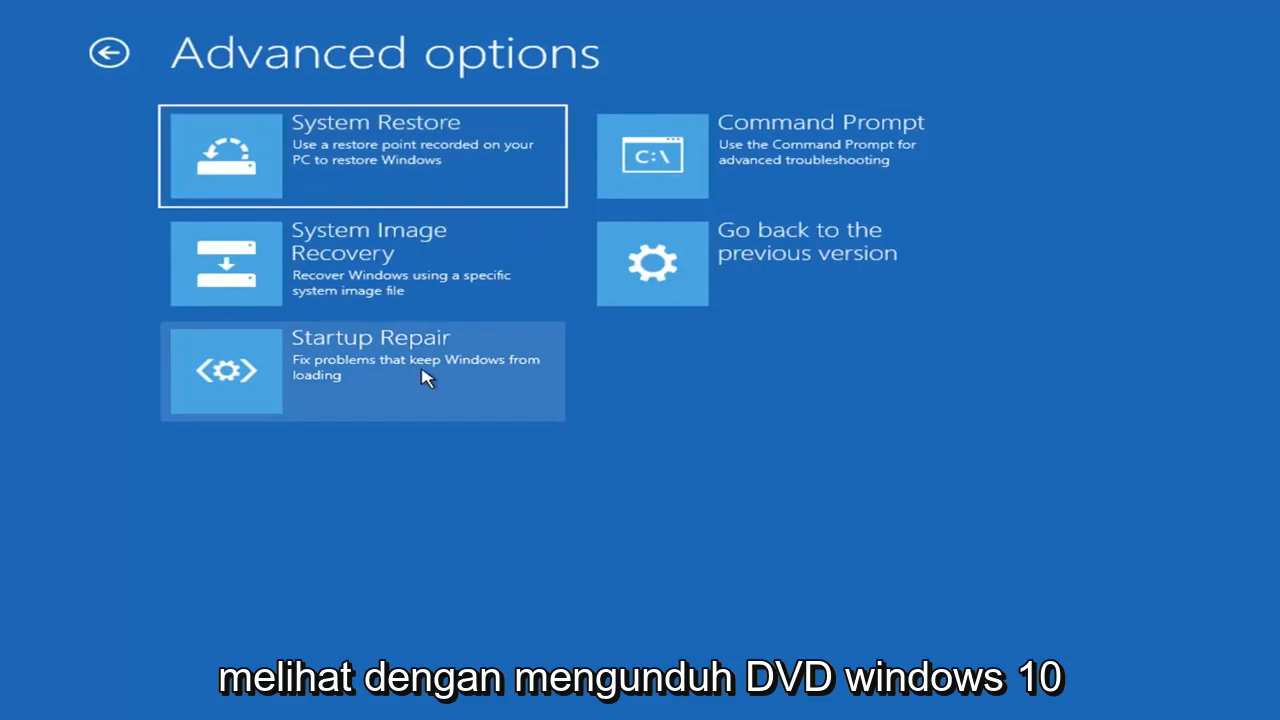 Advanced options
System Restore
Use a restore point recorded on your
PC to restore Windows
Command Prompt
Use the Command Prompt for
advanced troubleshooting
C:\
System Image
Recovery
Recover Windows using a specific
system image file
Go back to the
previous version
Startup Repair
Fix problems that keep Windows from
loading
melihat dengan mengunduh DVD windows 10